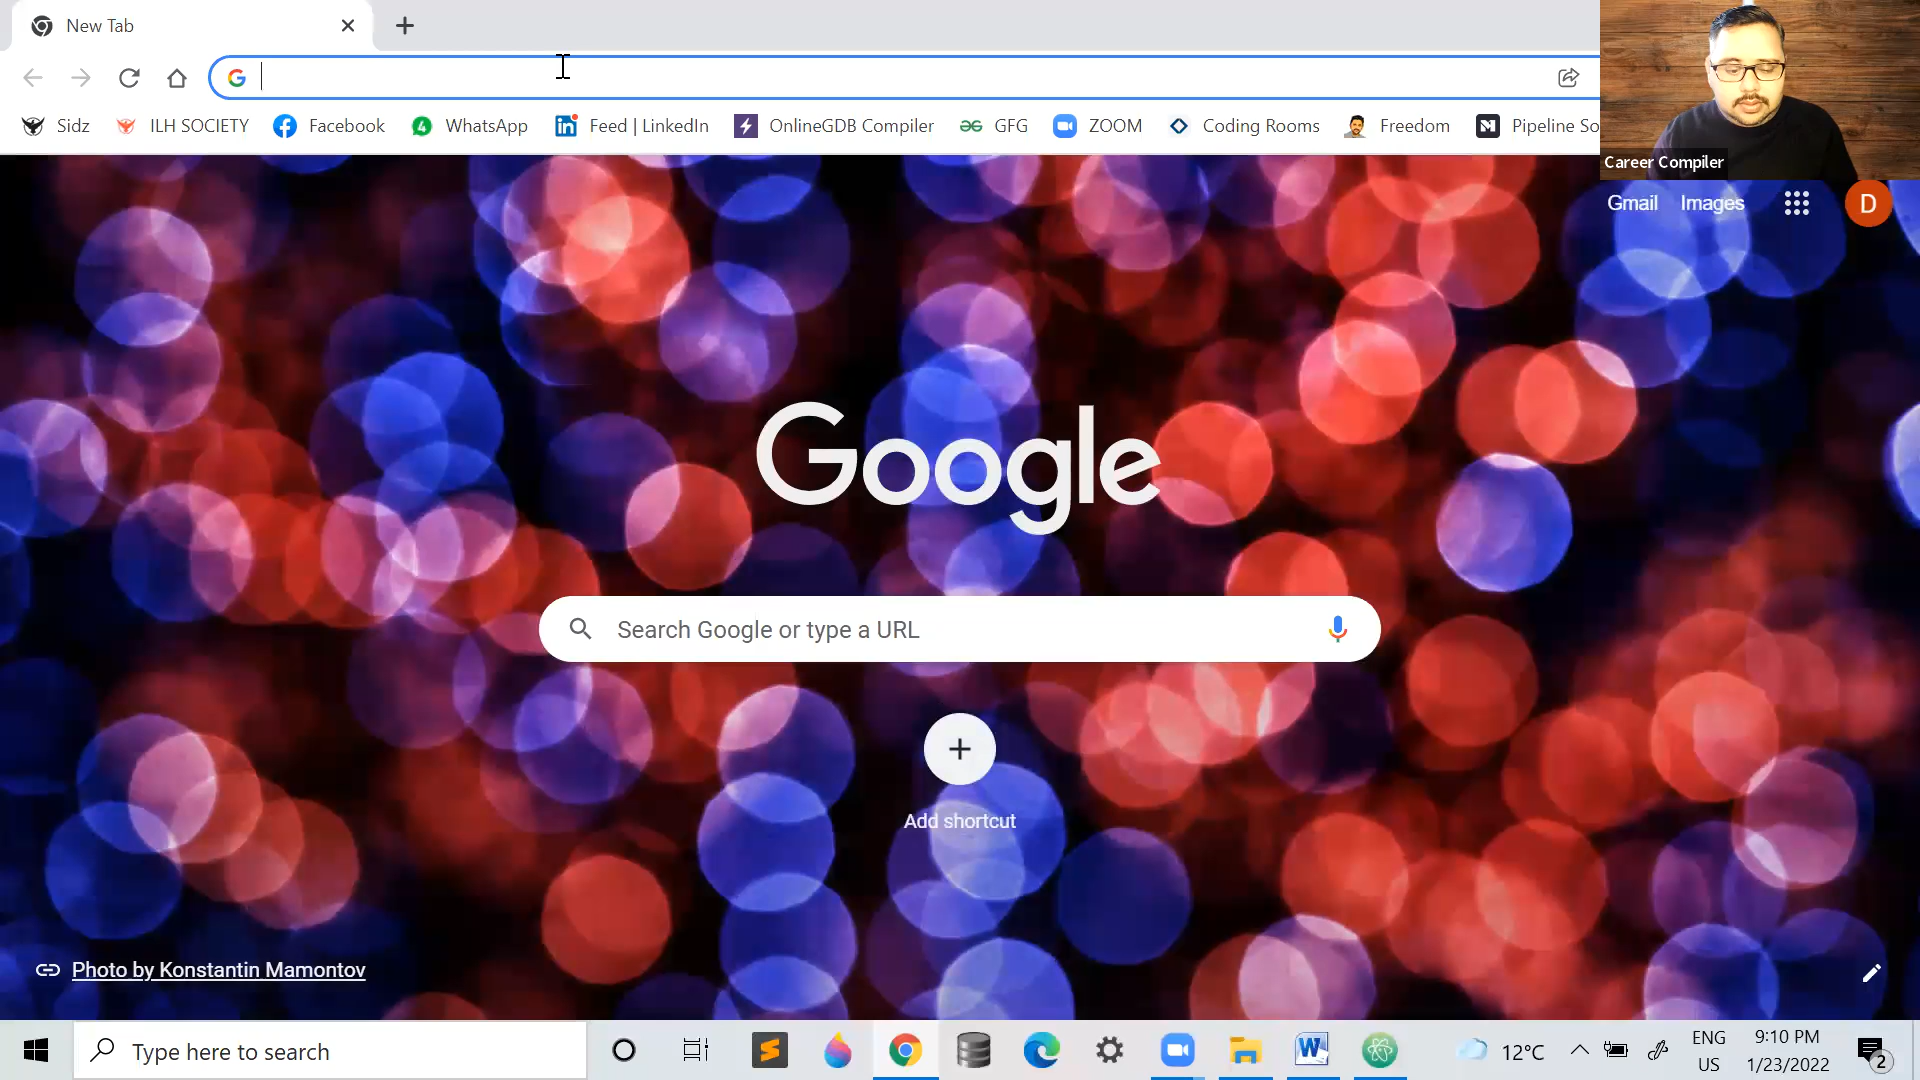 New Tab
Sidz
ILH SOCIETY
Facebook
4
WhatsApp
in
Feed | LinkedIn
OnlineGDB Compiler
GFG
ZOOM
Coding Rooms
Freedom
M
Pipeline So
Career Compiler
Gmail
Images
D
Google
Search Google or type a URL
Add shortcut
Photo by Konstantin Mamontov
Type here to search
12°C
ENG
US
9:10 PM
1/23/2022
2